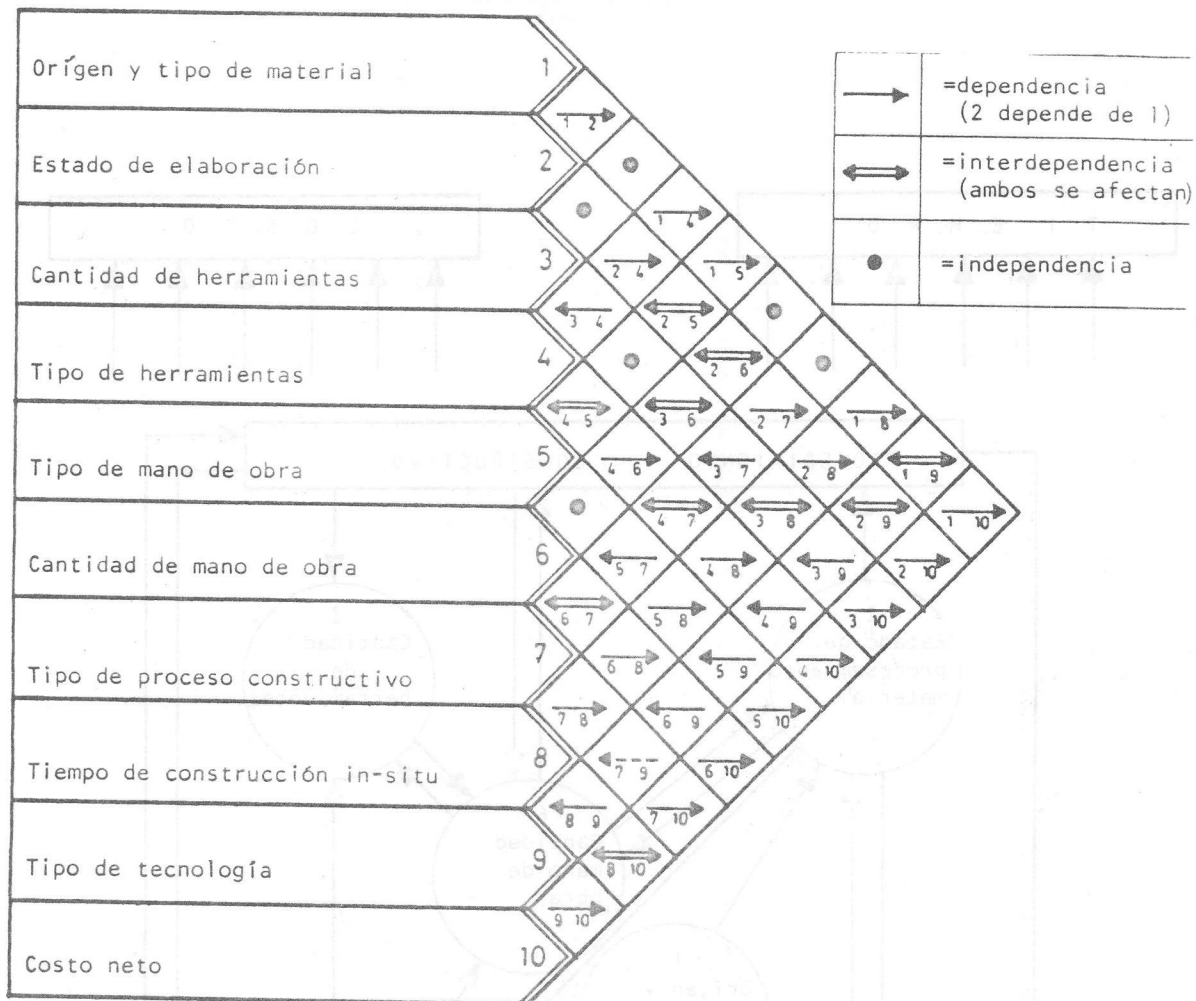 Orígen y tipo de material 1
Estado de elaboración 2
Cantidad de herramientas 3
Tipo de herramientas 4
Tipo de mano de obra 5
Cantidad de mano de obra 6
Tipo de proceso constructivo 7
Tiempo de construcción in-situ 8
Tipo de tecnología 9
Costo neto 10
1 2
1 4
2 4 1 5
3 4 2 5
2 6
4 5 3 6 2 7 1 8
4 6 3 7 2 8 1 9
4 7 3 8 2 9 1 10
5 7 4 8 3 9 2 10
6 7 5 8 4 9 3 10
6 8 5 9 4 10
7 8 6 9 5 10
7 9 6 10
8 9 7 10
8 10
9 10
=dependencia
(2 depende de 1)
=interdependencia
(ambos se afectan)
=independencia